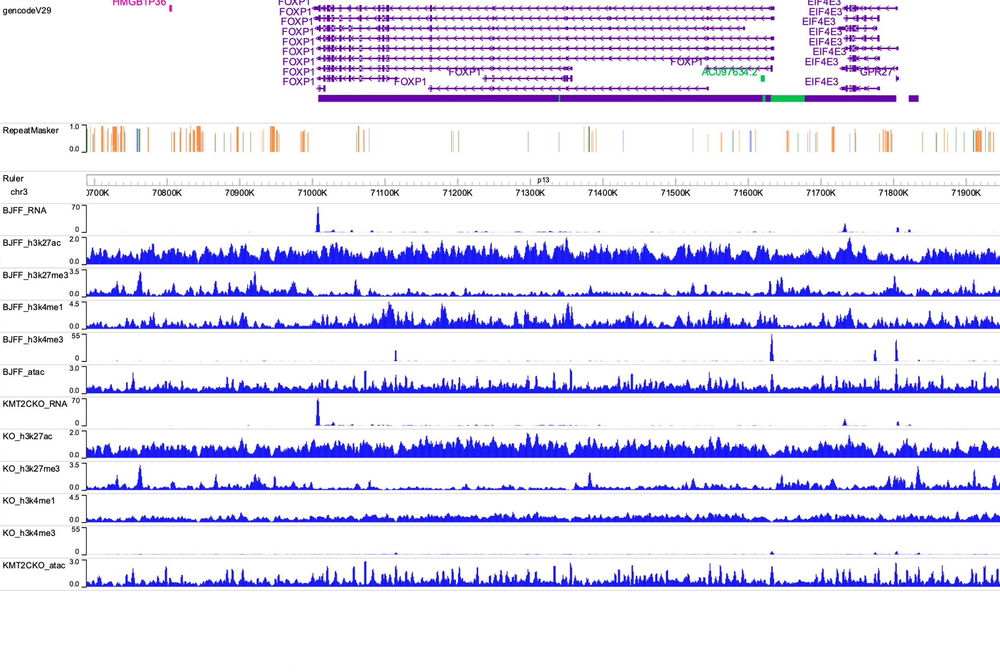 HMGB1P36 FOXP1 EIF4E3
gencodeV29 FOXP1 EIF4E3
FOXP1 EIF4E3
FOXP1 EIF4E3
FOXP1 EIF4E3
FOXP1 EIF4E3
FOXP1 FOXP1 EIF4E3
FOXP1 FOXP1 AC097634.2 GPR27
FOXP1 FOXP1 EIF4E3
RepeatMasker 1.0
0.0
Ruler p13
chr3 0700K 70800K 70900K 71000K 71100K 71200K 71300K 71400K 71500K 71600K 71700K 71800K 71900K
BJFF_RNA 70
0
BJFF_h3k27ac 2.0
0.0
BJFF_h3k27me3 3.5
0.0
BJFF_h3k4me1 4.5
0.0
BJFF_h3k4me3 55
0
BJFF_atac 3.0
0.0
KMT2CKO_RNA 70
0
KO_h3k27ac 2.0
0.0
KO_h3k27me3 3.5
0.0
KO_h3k4me1 4.5
0.0
KO_h3k4me3 55
0
KMT2CKO_atac 3.0
0.0